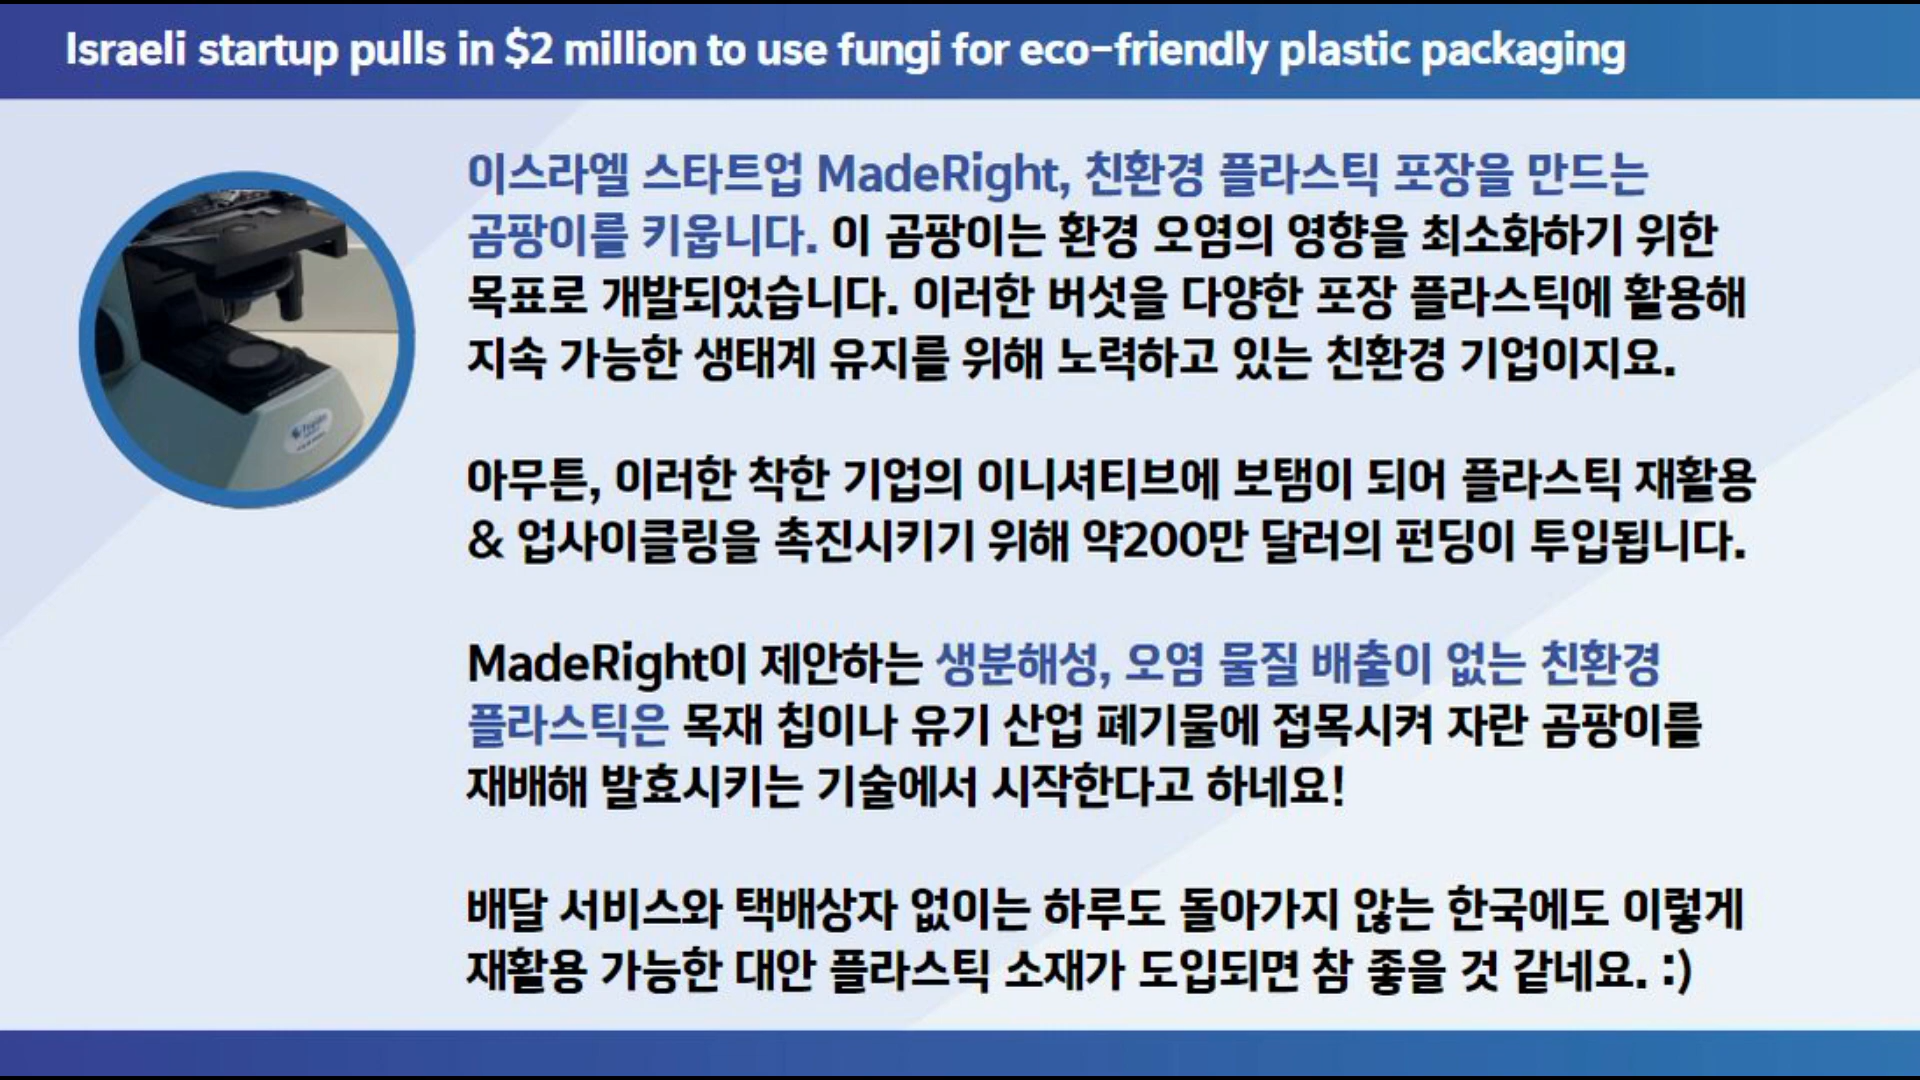 Israeli startup pulls in $2 million to use fungi for eco-friendly plastic packaging
이스라엘 스타트업 MadeRight, 친환경 플라스틱 포장을 만드는
곰팡이를 키웁니다. 이 곰팡이는 환경 오염의 영향을 최소화하기 위한
목표로 개발되었습니다. 이러한 버섯을 다양한 포장 플라스틱에 활용해
지속 가능한 생태계 유지를 위해 노력하고 있는 친환경 기업이지요.
아무튼, 이러한 착한 기업의 이니셔티브에 보탬이 되어 플라스틱 재활용
& 업사이클링을 촉진시키기 위해 약200만 달러의 펀딩이 투입됩니다.
MadeRight이 제안하는 생분해성, 오염 물질 배출이 없는 친환경
플라스틱은 목재 칩이나 유기 산업 폐기물에 접목시켜 자란 곰팡이를
재배해 발효시키는 기술에서 시작한다고 하네요!
배달 서비스와 택배상자 없이는 하루도 돌아가지 않는 한국에도 이렇게
재활용 가능한 대안 플라스틱 소재가 도입되면 참 좋을 것 같네요. :)